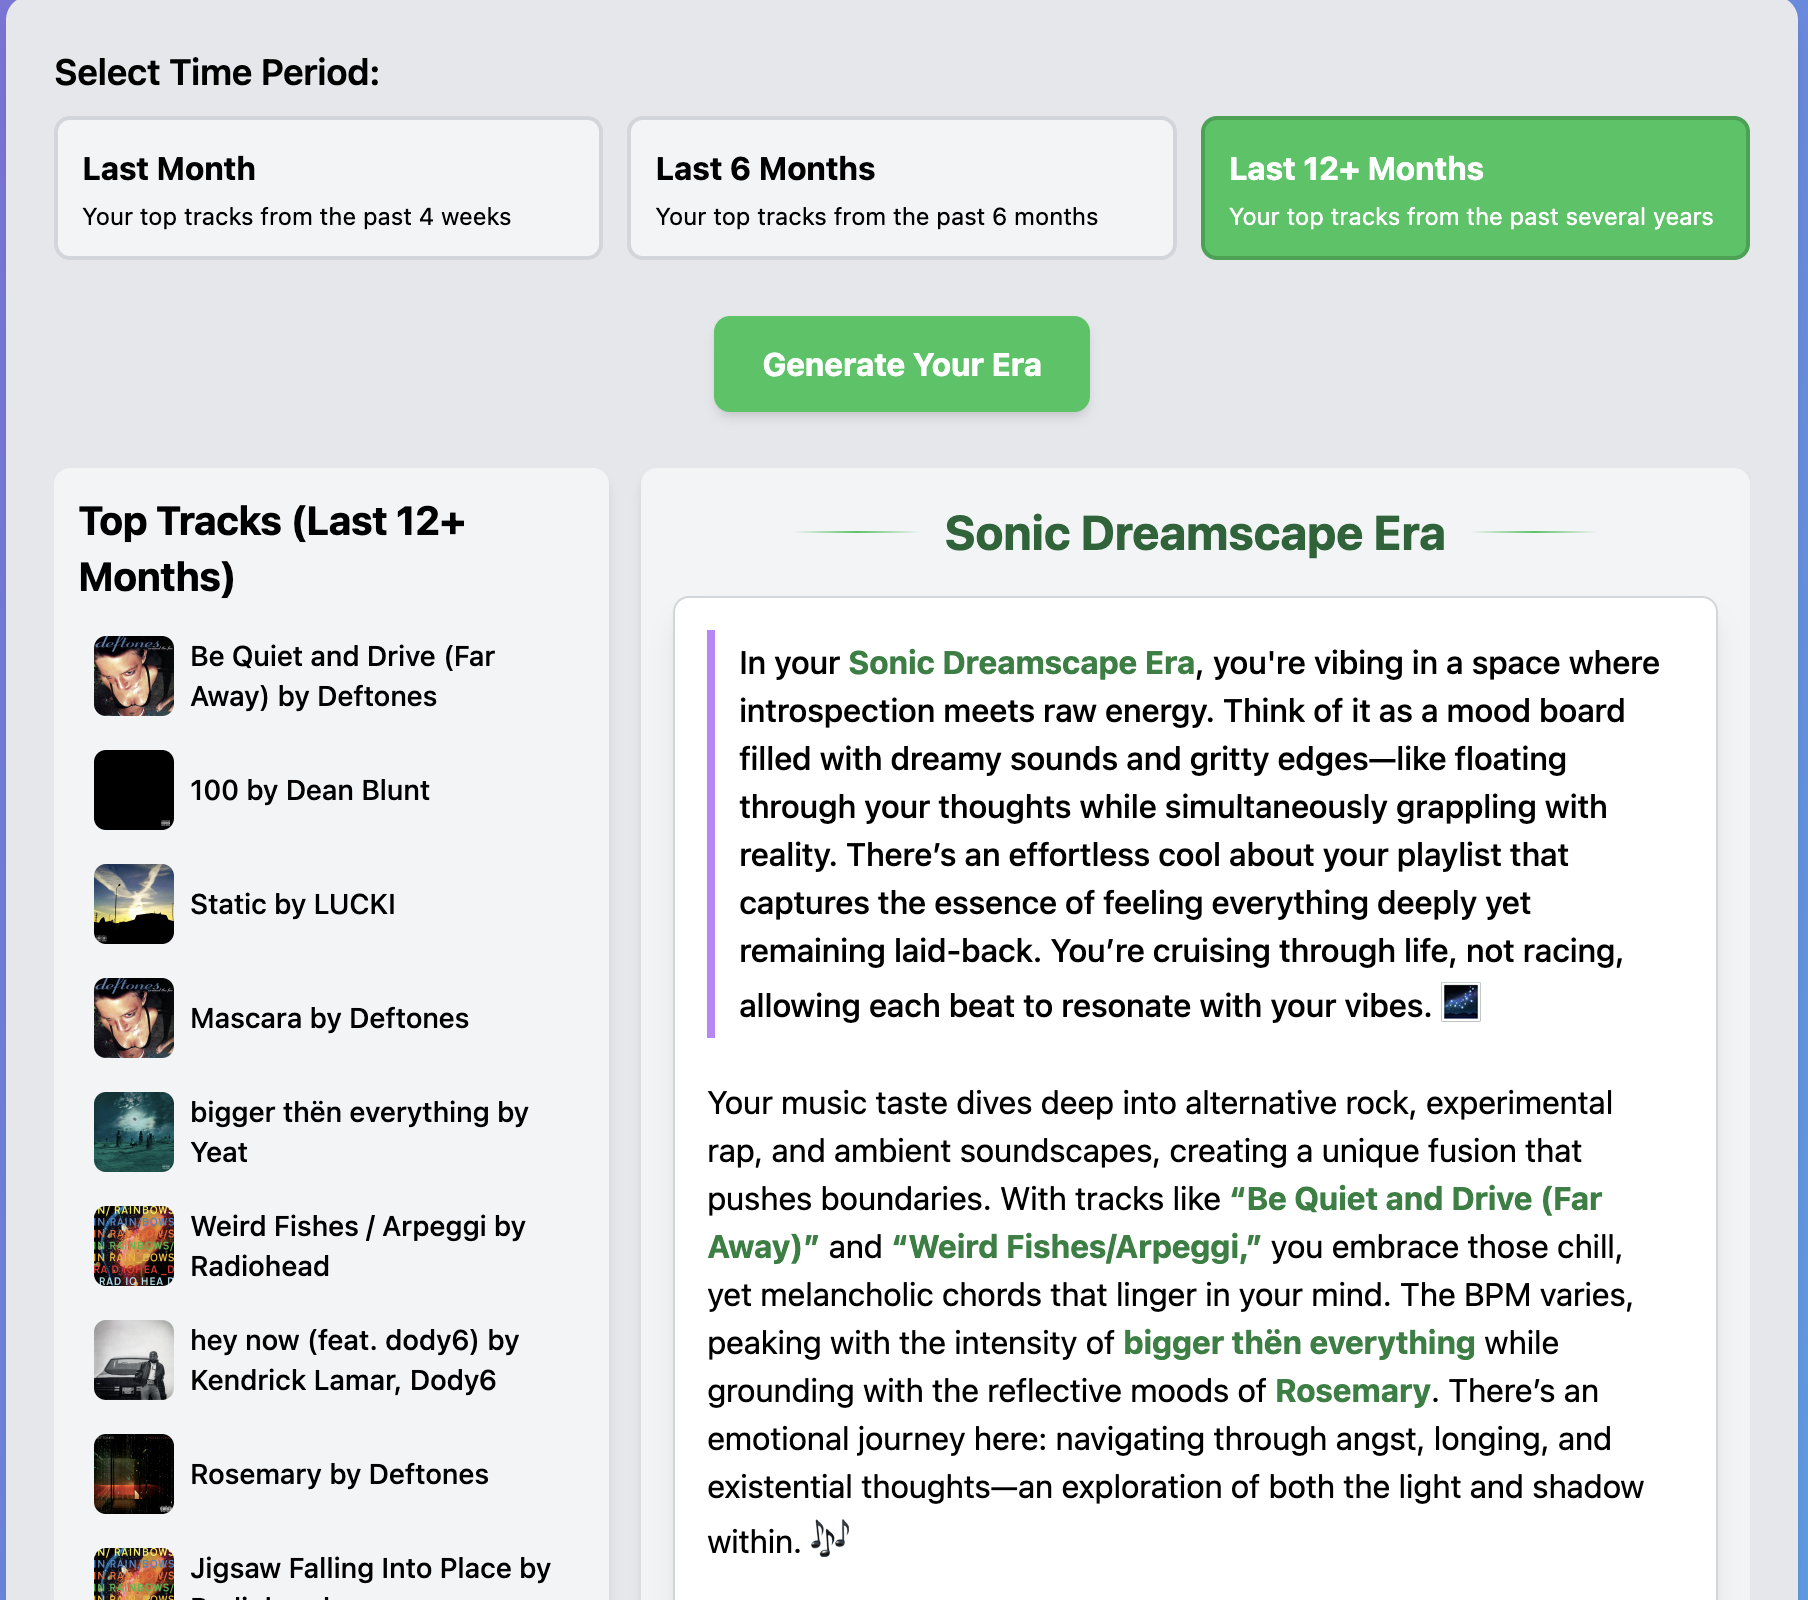 Select Time Period:
Last Month
Your top tracks from the past 4 weeks
Last 6 Months
Your top tracks from the past 6 months
Last 12+ Months
Your top tracks from the past several years
Generate Your Era
Top Tracks (Last 12+
Months)
deftones
Be Quiet and Drive (Far
Away) by Deftones
100 by Dean Blunt
Static by LUCKI
deftones
Mascara by Deftones
bigger thën everything by
Yeat
Weird Fishes / Arpeggi by
Radiohead
hey now (feat. dody6) by
Kendrick Lamar, Dody6
Rosemary by Deftones
Jigsaw Falling Into Place by
Sonic Dreamscape Era
In your Sonic Dreamscape Era, you're vibing in a space where
introspection meets raw energy. Think of it as a mood board
filled with dreamy sounds and gritty edges—like floating
through your thoughts while simultaneously grappling with
reality. There’s an effortless cool about your playlist that
captures the essence of feeling everything deeply yet
remaining laid-back. You’re cruising through life, not racing,
allowing each beat to resonate with your vibes.
Your music taste dives deep into alternative rock, experimental
rap, and ambient soundscapes, creating a unique fusion that
pushes boundaries. With tracks like “Be Quiet and Drive (Far
Away)” and “Weird Fishes/Arpeggi,” you embrace those chill,
yet melancholic chords that linger in your mind. The BPM varies,
peaking with the intensity of bigger thën everything while
grounding with the reflective moods of Rosemary. There’s an
emotional journey here: navigating through angst, longing, and
existential thoughts—an exploration of both the light and shadow
within.